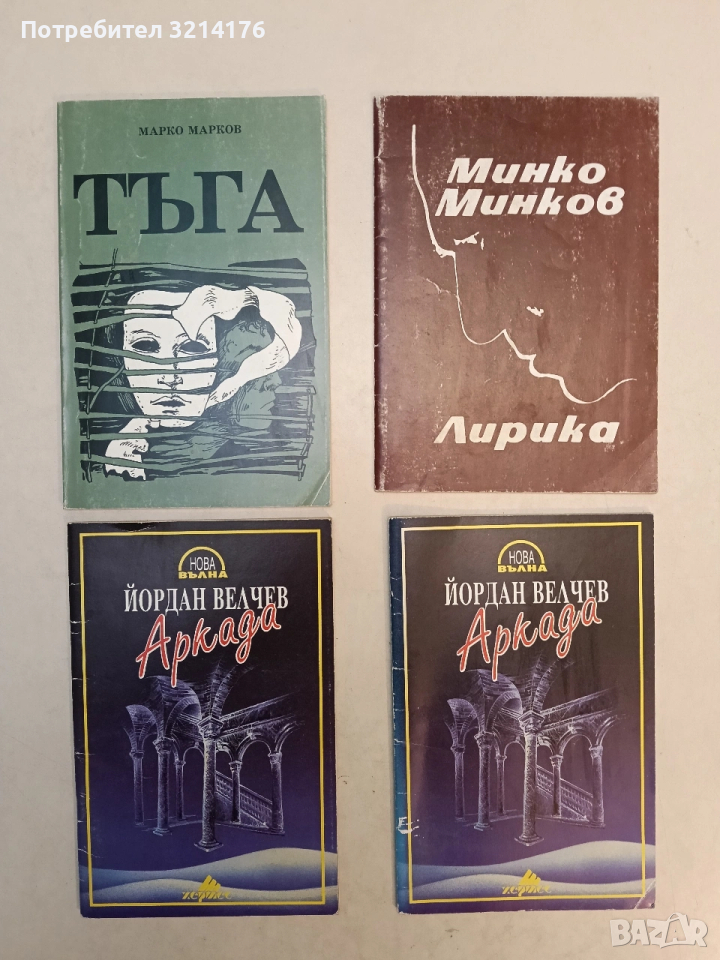 Потребител 3214176
МАРКО МАРКОВ
ТЪГА
Минко
Минков
Лирика
НОВА
ВЪЛНА
ЙОРДАН ВЕЛЧЕВ
Аркада
хермес
НОВА
ВЪЛНА
ЙОРДАН ВЕЛЧЕВ
Аркада
хермес
BAZAR